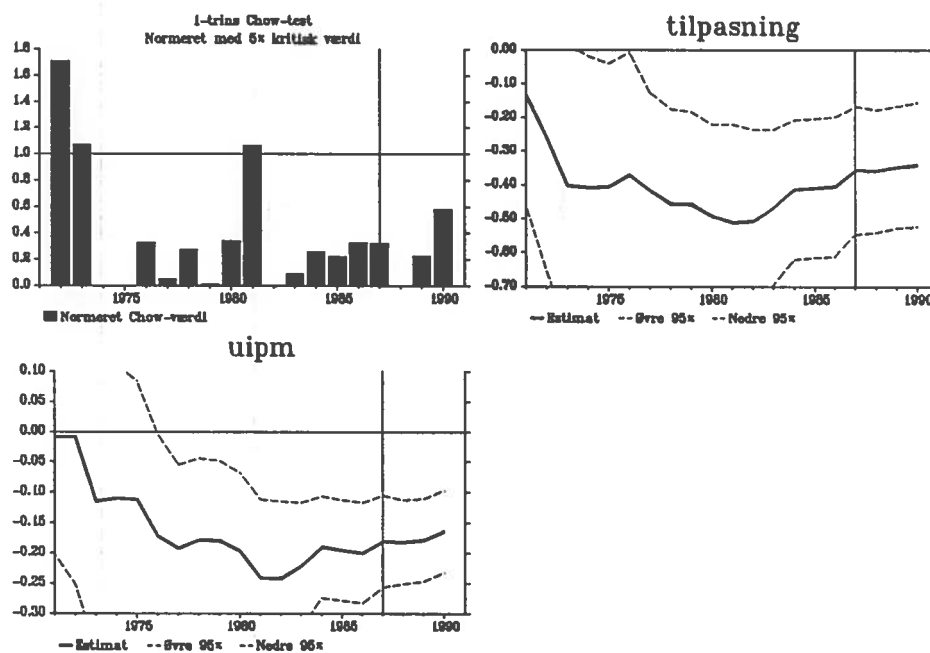 1-trins Chow-test
Normeret med 5% kritisk værdi
1.8
1.6
1.4
1.2
1.0
0.8
0.6
0.4
0.2
0.0
1975 1980 1985 1990
Normeret Chow-værdi
tilpasning
0.00
-0.10
-0.20
-0.30
-0.40
-0.50
-0.60
-0.70
1975 1980 1985 1990
Estimat Øvre 95% Nedre 95%
uipm
0.10
0.05
0.00
-0.05
-0.10
-0.15
-0.20
-0.25
-0.30
1975 1980 1985 1990
Estimat Øvre 95% Nedre 95%